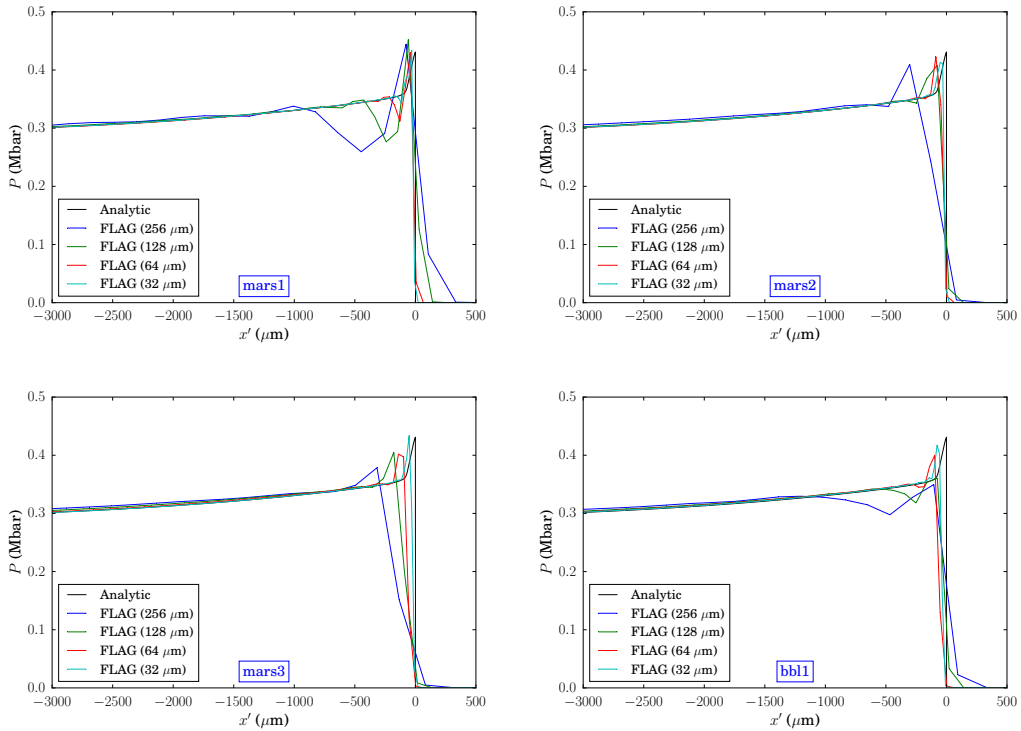 0.5
0.4
0.3
0.2
0.1
0.0
P (Mbar)
Analytic
FLAG (256 μm)
FLAG (128 μm)
FLAG (64 μm)
FLAG (32 μm)
mars1
−3000 −2500 −2000 −1500 −1000 −500 0 500
x′ (μm)
0.5
0.4
0.3
0.2
0.1
0.0
P (Mbar)
Analytic
FLAG (256 μm)
FLAG (128 μm)
FLAG (64 μm)
FLAG (32 μm)
mars2
−3000 −2500 −2000 −1500 −1000 −500 0 500
x′ (μm)
0.5
0.4
0.3
0.2
0.1
0.0
P (Mbar)
Analytic
FLAG (256 μm)
FLAG (128 μm)
FLAG (64 μm)
FLAG (32 μm)
mars3
−3000 −2500 −2000 −1500 −1000 −500 0 500
x′ (μm)
0.5
0.4
0.3
0.2
0.1
0.0
P (Mbar)
Analytic
FLAG (256 μm)
FLAG (128 μm)
FLAG (64 μm)
FLAG (32 μm)
bbl1
−3000 −2500 −2000 −1500 −1000 −500 0 500
x′ (μm)